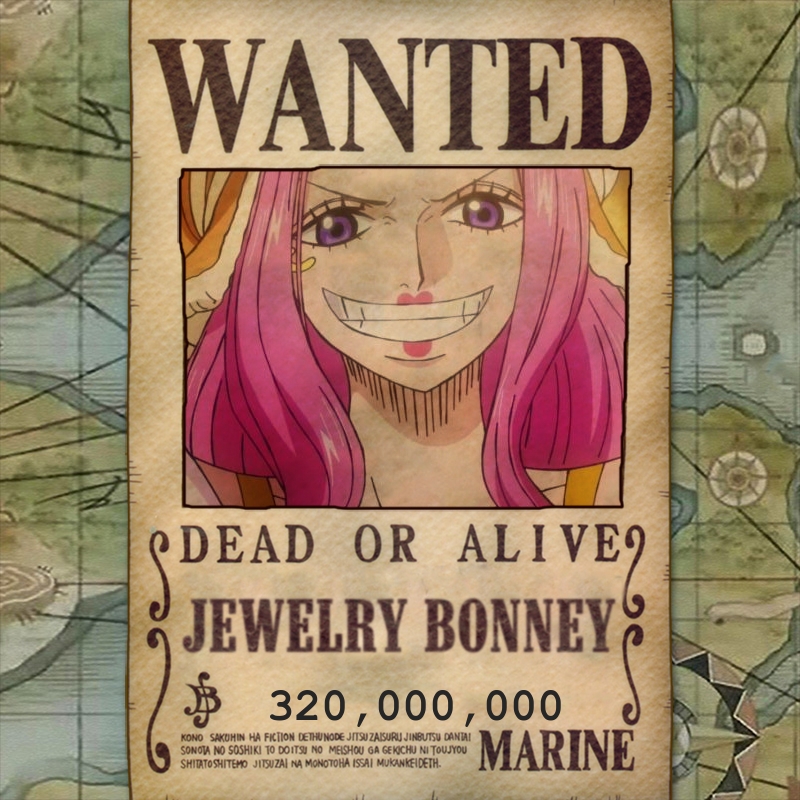 WANTED
DEAD OR ALIVE
JEWELRY BONNEY
320,000,000
KONO SAKUHIN HA FICTION DETHUNODE JITSUZAISURU JINBUTSU DANTAI
SONOTA NO SOSHIKI TO DOITSU NO MEISHOU GA GEKICHU NI TOUJYOU
SHITATOSHITEMO JITSUZAI NA MONOTOHA ISSAI MUKANKEIDETH.
MARINE